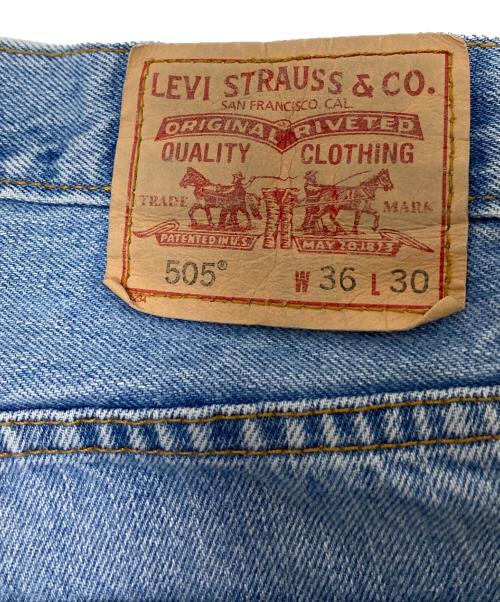 LEVI STRAUSS & CO.
SAN FRANCISCO, CAL.
ORIGINAL RIVETED
QUALITY CLOTHING
TRADE MARK
PATENTED IN U.S. MAY 20.1873
505® W 36 L 30